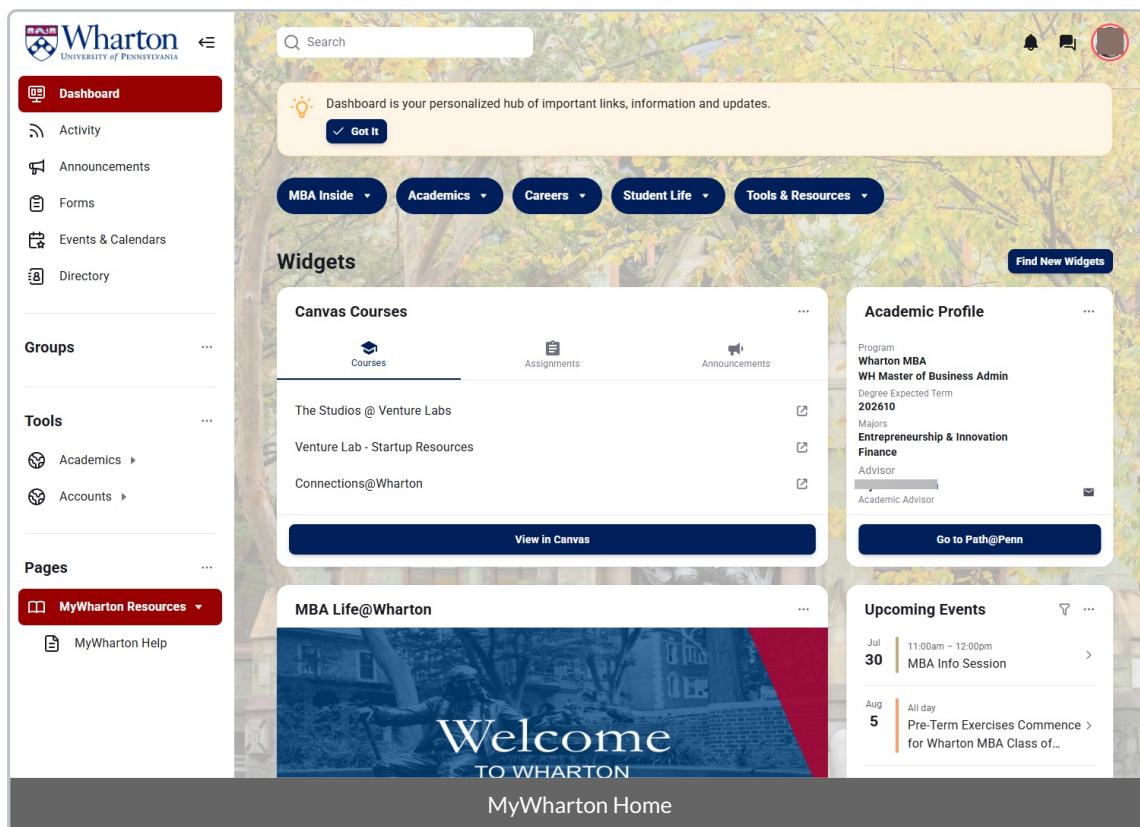 Wharton
UNIVERSITY of PENNSYLVANIA
Dashboard
Activity
Announcements
Forms
Events & Calendars
Directory
Groups
Tools
Academics
Accounts
Pages
MyWharton Resources
MyWharton Help
Search
Dashboard is your personalized hub of important links, information and updates.
Got It
MBA Inside
Academics
Careers
Student Life
Tools & Resources
Widgets
Find New Widgets
Canvas Courses
Courses
Assignments
Announcements
The Studios @ Venture Labs
Venture Lab - Startup Resources
Connections@Wharton
View in Canvas
Academic Profile
Program
Wharton MBA
WH Master of Business Admin
Degree Expected Term
202610
Majors
Entrepreneurship & Innovation
Finance
Advisor
Academic Advisor
Go to Path@Penn
MBA Life@Wharton
Welcome
TO WHARTON
Upcoming Events
Jul
30
11:00am – 12:00pm
MBA Info Session
Aug
5
All day
Pre-Term Exercises Commence
for Wharton MBA Class of...
MyWharton Home